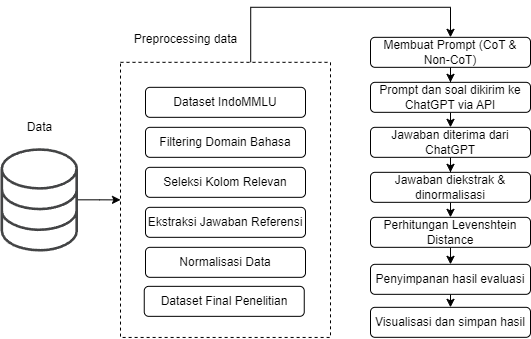 Data
Preprocessing data
Dataset IndoMMLU
Filtering Domain Bahasa
Seleksi Kolom Relevan
Ekstraksi Jawaban Referensi
Normalisasi Data
Dataset Final Penelitian
Membuat Prompt (CoT &
Non-CoT)
Prompt dan soal dikirim ke
ChatGPT via API
Jawaban diterima dari
ChatGPT
Jawaban diekstrak &
dinormalisasi
Perhitungan Levenshtein
Distance
Penyimpanan hasil evaluasi
Visualisasi dan simpan hasil